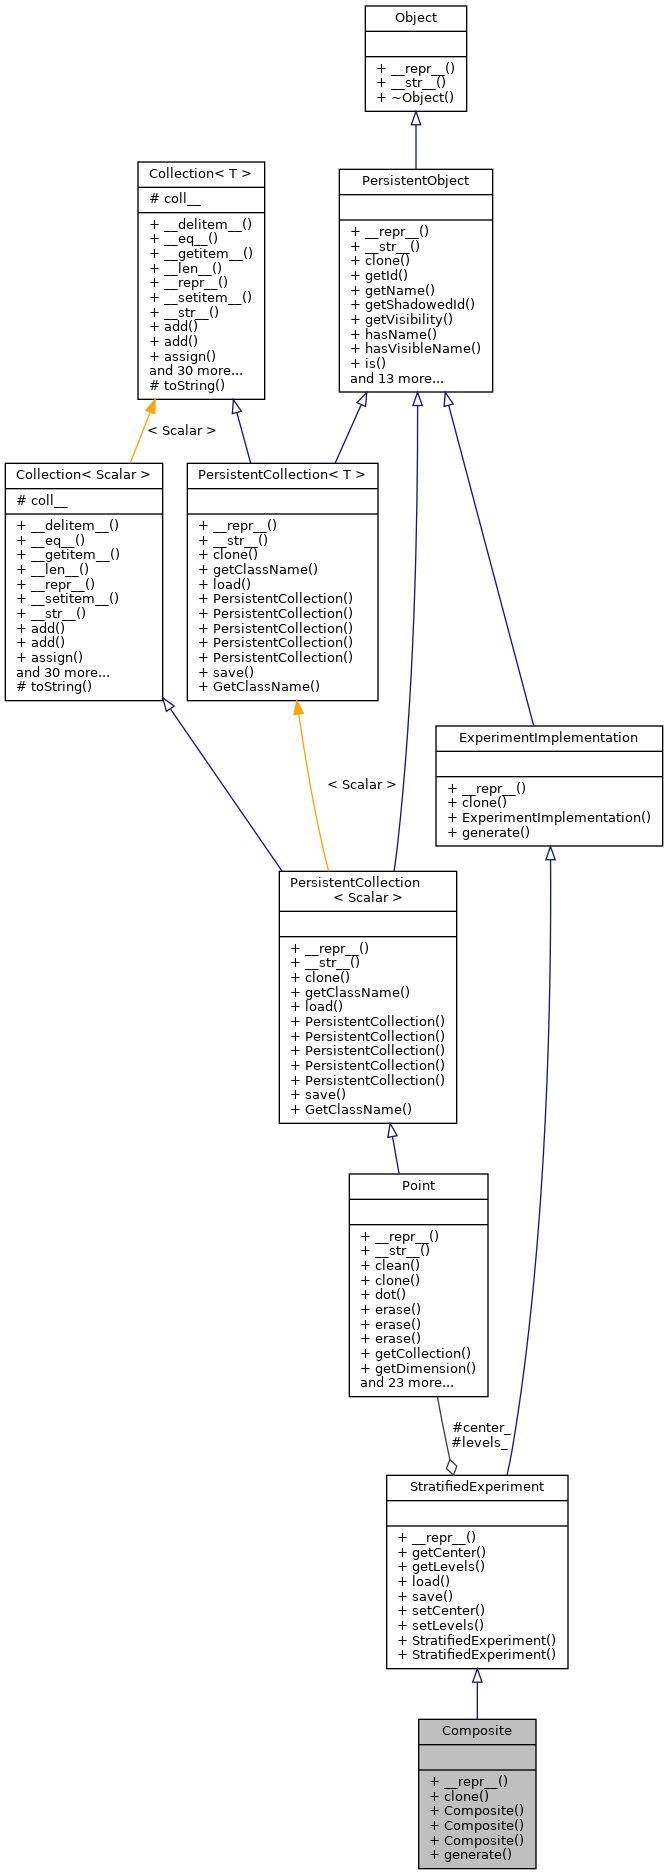 Object
+ __repr__()
+ __str__()
+ ~Object()
Collection< T >
# coll__
+ __delitem__()
+ __eq__()
+ __getitem__()
+ __len__()
+ __repr__()
+ __setitem__()
+ __str__()
+ add()
+ add()
+ assign()
and 30 more...
# toString()
PersistentObject
+ __repr__()
+ __str__()
+ clone()
+ getId()
+ getName()
+ getShadowedId()
+ getVisibility()
+ hasName()
+ hasVisibleName()
+ is()
and 13 more...
< Scalar >
Collection< Scalar >
# coll__
+ __delitem__()
+ __eq__()
+ __getitem__()
+ __len__()
+ __repr__()
+ __setitem__()
+ __str__()
+ add()
+ add()
+ assign()
and 30 more...
# toString()
PersistentCollection< T >
+ __repr__()
+ __str__()
+ clone()
+ getClassName()
+ load()
+ PersistentCollection()
+ PersistentCollection()
+ PersistentCollection()
+ PersistentCollection()
+ PersistentCollection()
+ save()
+ GetClassName()
ExperimentImplementation
+ __repr__()
+ clone()
+ ExperimentImplementation()
+ generate()
< Scalar >
PersistentCollection
< Scalar >
+ __repr__()
+ __str__()
+ clone()
+ getClassName()
+ load()
+ PersistentCollection()
+ PersistentCollection()
+ PersistentCollection()
+ PersistentCollection()
+ PersistentCollection()
+ save()
+ GetClassName()
Point
+ __repr__()
+ __str__()
+ clean()
+ clone()
+ dot()
+ erase()
+ erase()
+ erase()
+ getCollection()
+ getDimension()
and 23 more...
#center_
#levels_
StratifiedExperiment
+ __repr__()
+ getCenter()
+ getLevels()
+ load()
+ save()
+ setCenter()
+ setLevels()
+ StratifiedExperiment()
+ StratifiedExperiment()
Composite
+ __repr__()
+ clone()
+ Composite()
+ Composite()
+ Composite()
+ generate()